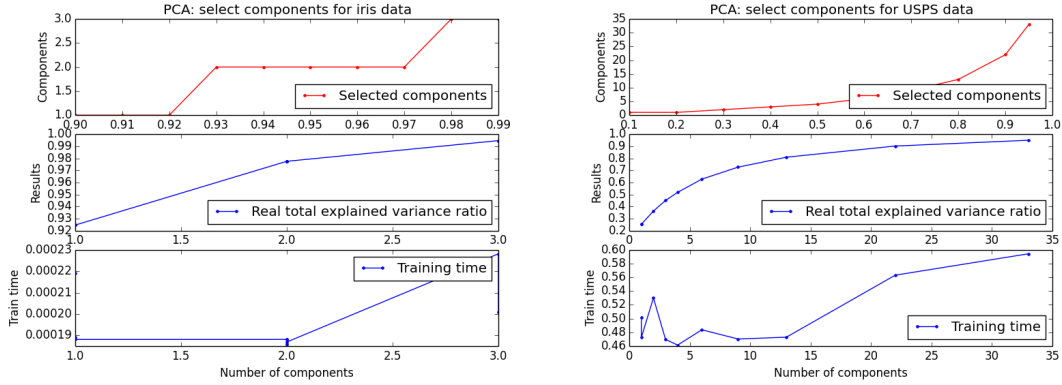 PCA: select components for iris data
3.0
2.5
2.0
1.5
1.0
Components
Selected components
0.90 0.91 0.92 0.93 0.94 0.95 0.96 0.97 0.98 0.99
1.00
0.99
0.98
0.97
0.96
0.95
0.94
0.93
0.92
Results
Real total explained variance ratio
1.0 1.5 2.0 2.5 3.0
0.00023
0.00022
0.00021
0.00020
0.00019
Train time
Training time
1.0 1.5 2.0 2.5 3.0
Number of components
PCA: select components for USPS data
35
30
25
20
15
10
5
0
Components
Selected components
0.1 0.2 0.3 0.4 0.5 0.6 0.7 0.8 0.9 1.0
1.0
0.9
0.8
0.7
0.6
0.5
0.4
0.3
0.2
Results
Real total explained variance ratio
0 5 10 15 20 25 30 35
0.60
0.58
0.56
0.54
0.52
0.50
0.48
0.46
Train time
Training time
0 5 10 15 20 25 30 35
Number of components